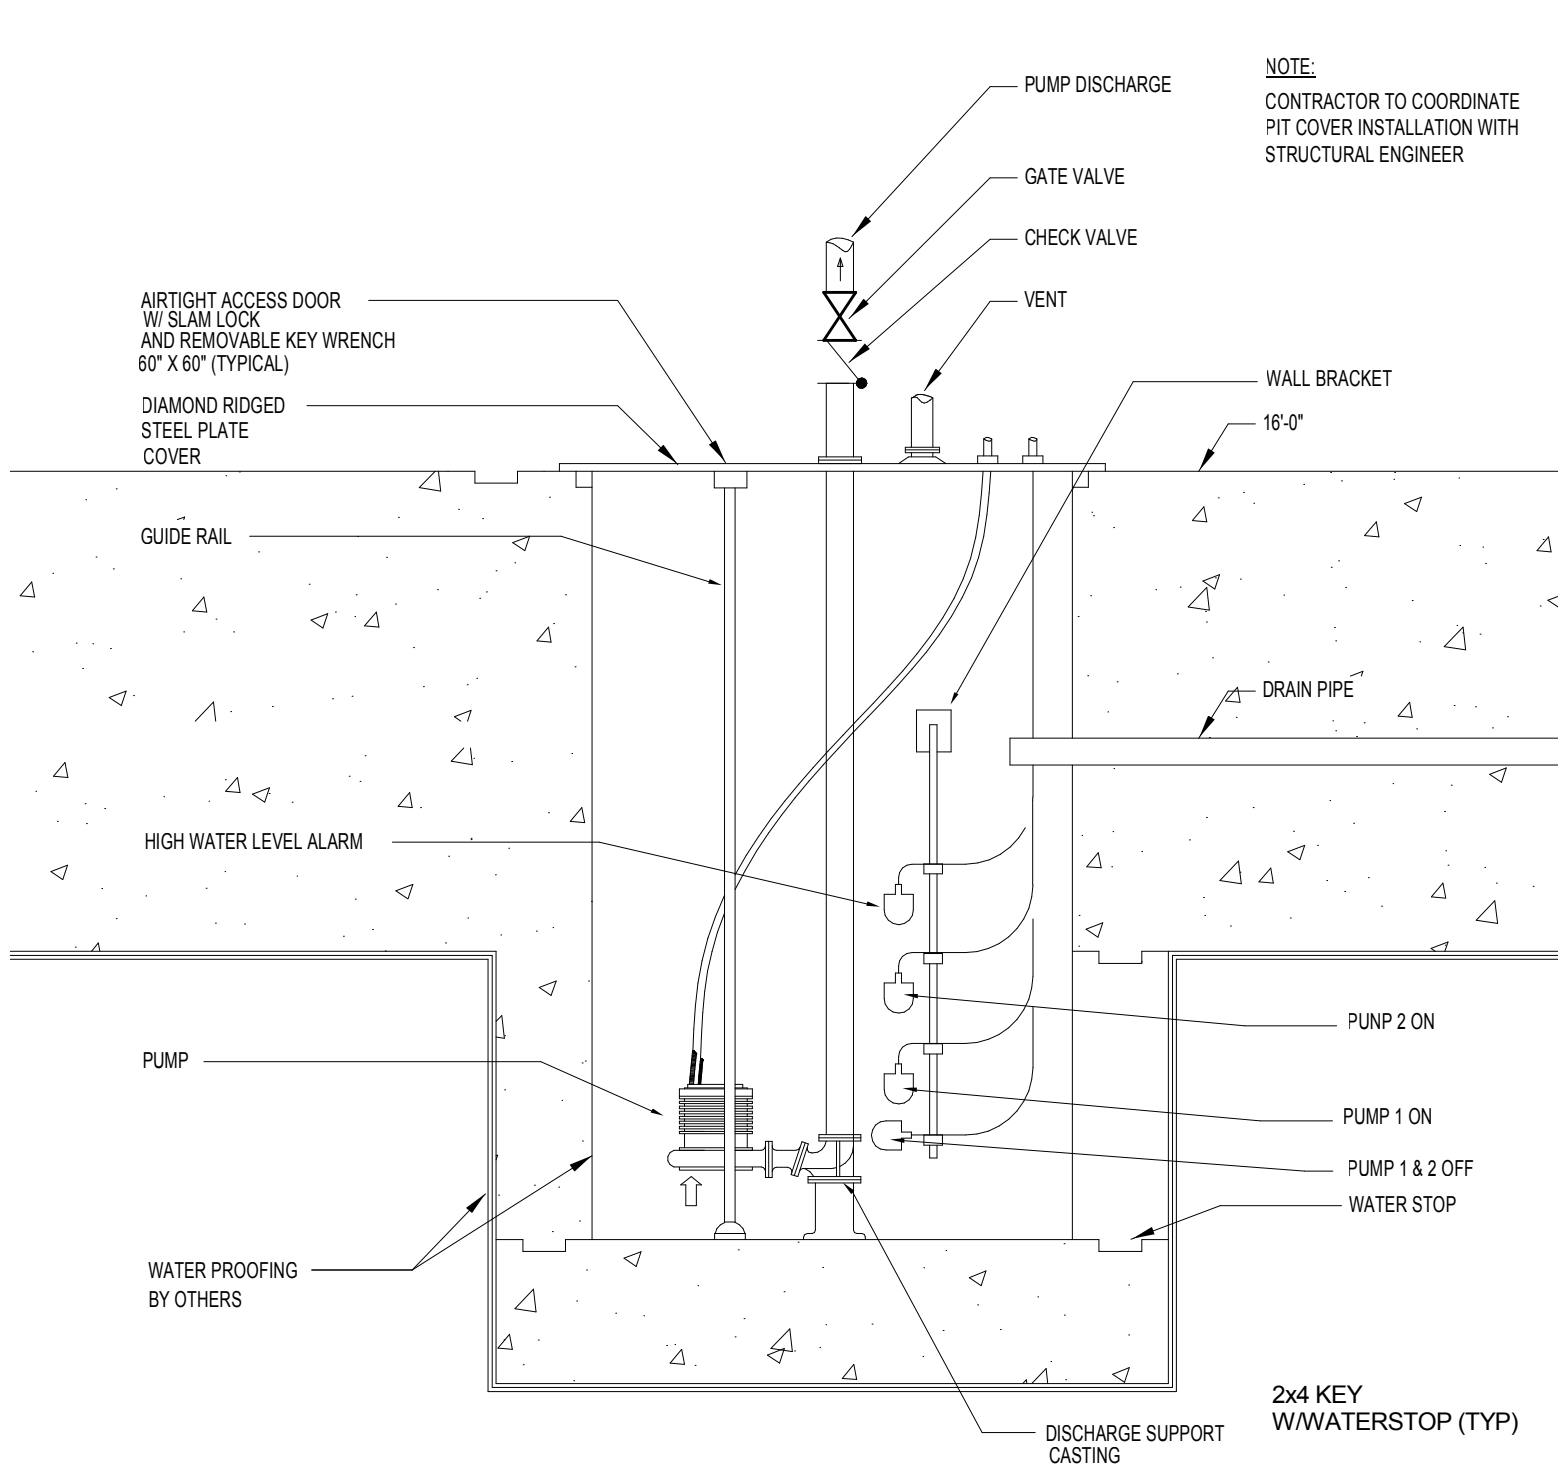 NOTE:
CONTRACTOR TO COORDINATE
PIT COVER INSTALLATION WITH
STRUCTURAL ENGINEER
PUMP DISCHARGE
GATE VALVE
CHECK VALVE
VENT
AIRTIGHT ACCESS DOOR
W/ SLAM LOCK
AND REMOVABLE KEY WRENCH
60" X 60" (TYPICAL)
DIAMOND RIDGED
STEEL PLATE
COVER
WALL BRACKET
16'-0"
GUIDE RAIL
DRAIN PIPE
HIGH WATER LEVEL ALARM
PUNP 2 ON
PUMP
PUMP 1 ON
PUMP 1 & 2 OFF
WATER STOP
WATER PROOFING
BY OTHERS
2x4 KEY
W/WATERSTOP (TYP)
DISCHARGE SUPPORT
CASTING